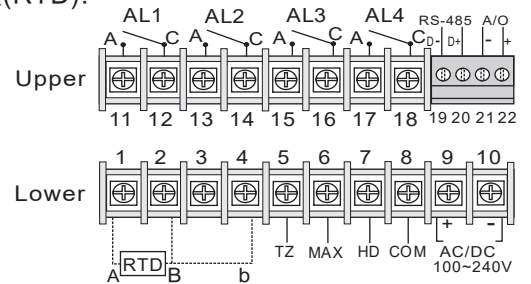 (RTD):
AL1 AL2 AL3 AL4 RS-485 A/O
A C A C A C A C D- D+ - +
Upper
11 12 13 14 15 16 17 18 19 20 21 22
1 2 3 4 5 6 7 8 9 10
Lower
+ -
TZ MAX HD COM AC/DC
A RTD B b 100~240V